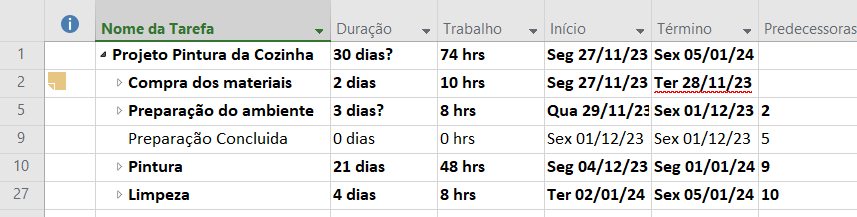 Nome da Tarefa Duração Trabalho Início Término Predecessoras
1 Projeto Pintura da Cozinha 30 dias? 74 hrs Seg 27/11/23 Sex 05/01/24
2 Compra dos materiais 2 dias 10 hrs Seg 27/11/23 Ter 28/11/23
5 Preparação do ambiente 3 dias? 8 hrs Qua 29/11/23 Sex 01/12/23 2
9 Preparação Concluida 0 dias 0 hrs Sex 01/12/23 Sex 01/12/23 5
10 Pintura 21 dias 48 hrs Seg 04/12/23 Seg 01/01/24 9
27 Limpeza 4 dias 8 hrs Ter 02/01/24 Sex 05/01/24 10